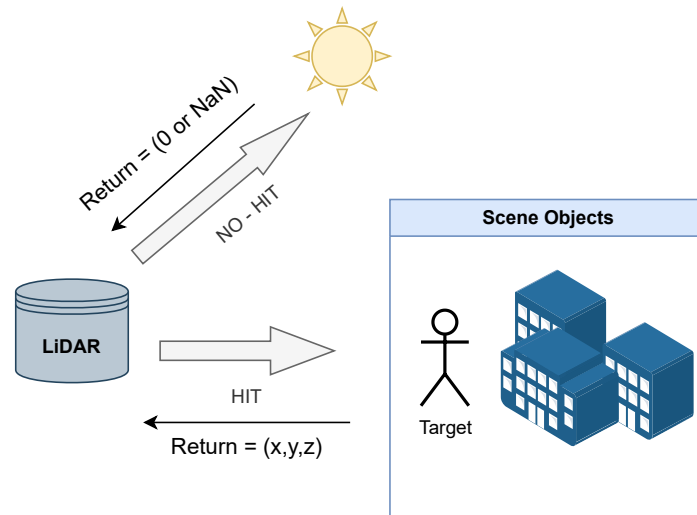 Return = (0 or NaN)
NO - HIT
Scene Objects
LiDAR
HIT
Target
Return = (x,y,z)